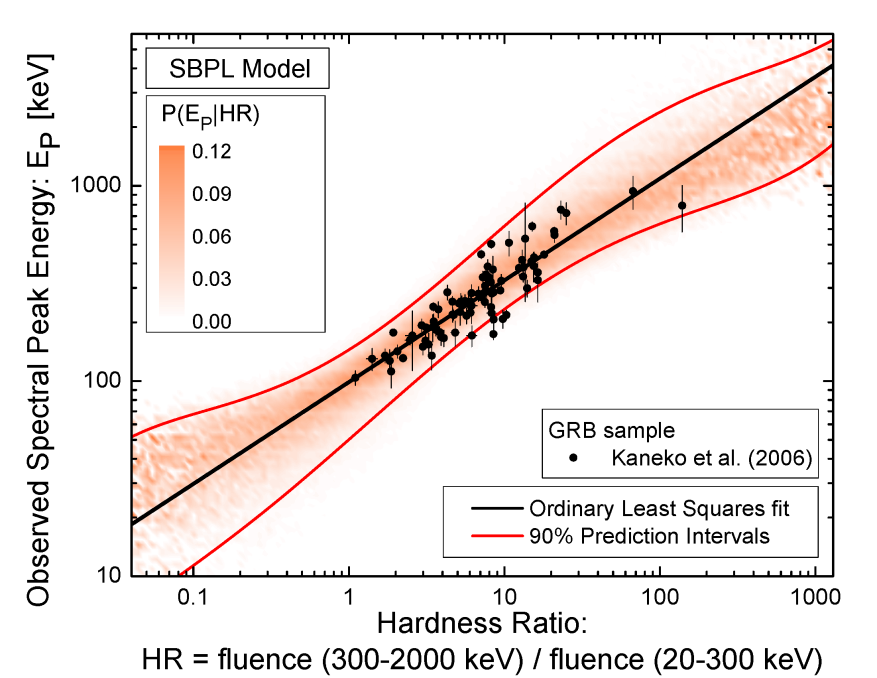 SBPL Model
P(E_P|HR)
0.12
0.09
0.06
0.03
0.00
Observed Spectral Peak Energy: E_P [keV]
1000
100
10
GRB sample
Kaneko et al. (2006)
Ordinary Least Squares fit
90% Prediction Intervals
0.1 1 10 100 1000
Hardness Ratio:
HR = fluence (300-2000 keV) / fluence (20-300 keV)